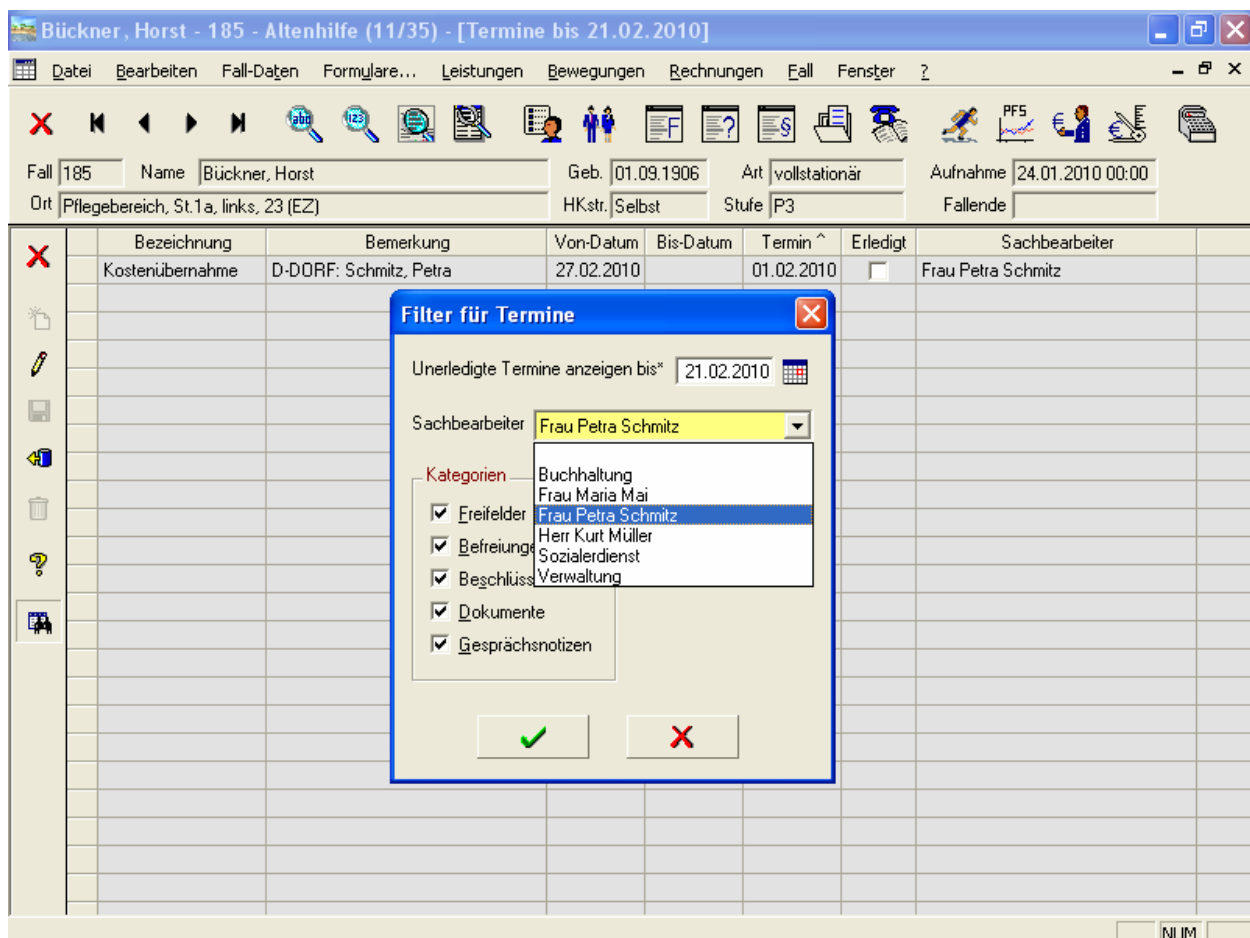 Bückner, Horst - 185 - Altenhilfe (11/35) - [Termine bis 21.02.2010]
Datei Bearbeiten Fall-Daten Formulare... Leistungen Bewegungen Rechnungen Fall Fenster ?
abi 123 F ? § PF5 € €
Fall 185 Name Bückner, Horst Geb. 01.09.1906 Art vollstationär Aufnahme 24.01.2010 00:00
Ort Pflegebereich, St.1a, links, 23 (EZ) HKstr. Selbst Stufe P3 Fallende
Bezeichnung Bemerkung Von-Datum Bis-Datum Termin ^ Erledigt Sachbearbeiter
Kostenübernahme D-DORF: Schmitz, Petra 27.02.2010 01.02.2010 Frau Petra Schmitz
Filter für Termine
Unerledigte Termine anzeigen bis* 21.02.2010
Sachbearbeiter Frau Petra Schmitz
Buchhaltung
Frau Maria Mai
Frau Petra Schmitz
Herr Kurt Müller
Sozialerdienst
Verwaltung
Kategorien
Freifelder
Befreiunge
Beschlüss
Dokumente
Gesprächsnotizen
NUM